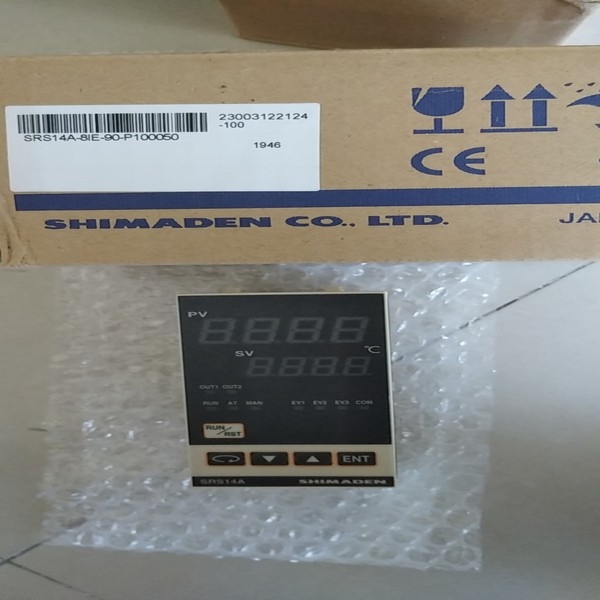 23003122124
-100
SRS14A-8IE-90-P100050
1946
CE
SHIMADEN CO., LTD.
JA
PV
8888
SV
8888
℃
OUT1 OUT2
RUN AT MAN EV1 EV2 EV3 COM
RUN/RST
ENT
SRS14A SHIMADEN